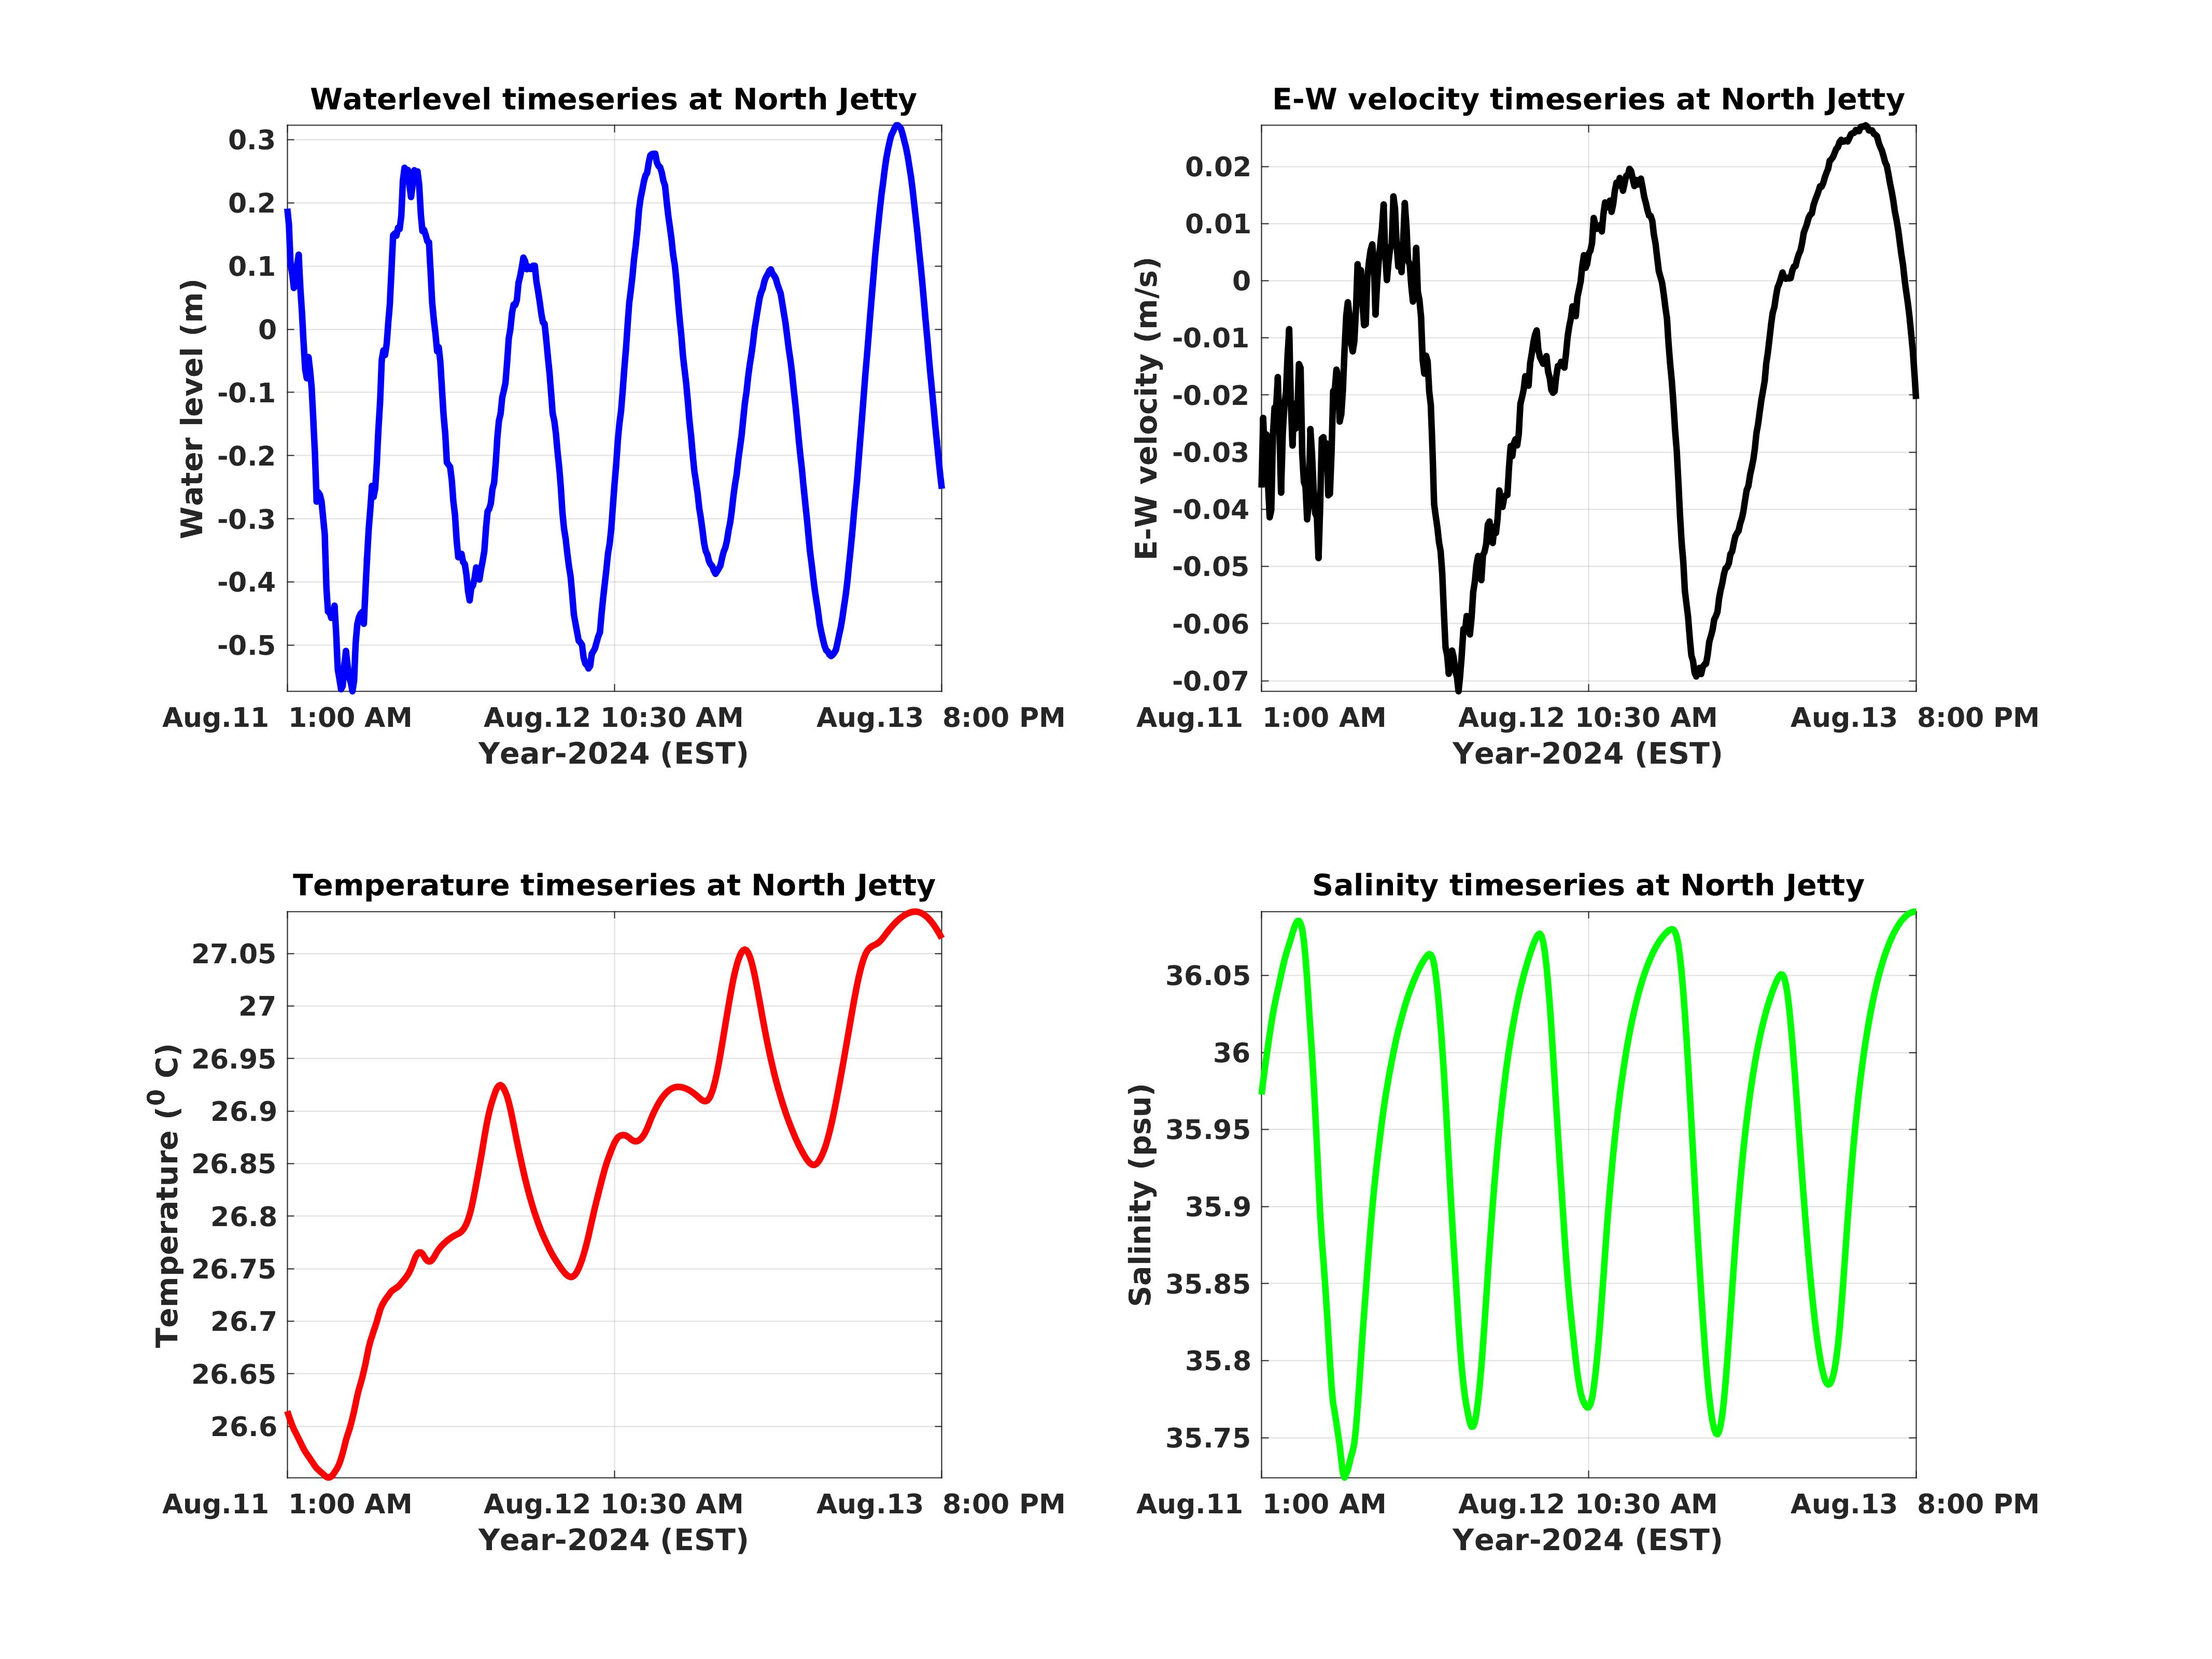 Waterlevel timeseries at North Jetty
0.3
0.2
0.1
0
-0.1
-0.2
-0.3
-0.4
-0.5
Water level (m)
Aug.11 1:00 AM Aug.12 10:30 AM Aug.13 8:00 PM
Year-2024 (EST)
E-W velocity timeseries at North Jetty
0.02
0.01
0
-0.01
-0.02
-0.03
-0.04
-0.05
-0.06
-0.07
E-W velocity (m/s)
Aug.11 1:00 AM Aug.12 10:30 AM Aug.13 8:00 PM
Year-2024 (EST)
Temperature timeseries at North Jetty
27.05
27
26.95
26.9
26.85
26.8
26.75
26.7
26.65
26.6
Temperature (⁰ C)
Aug.11 1:00 AM Aug.12 10:30 AM Aug.13 8:00 PM
Year-2024 (EST)
Salinity timeseries at North Jetty
36.05
36
35.95
35.9
35.85
35.8
35.75
Salinity (psu)
Aug.11 1:00 AM Aug.12 10:30 AM Aug.13 8:00 PM
Year-2024 (EST)